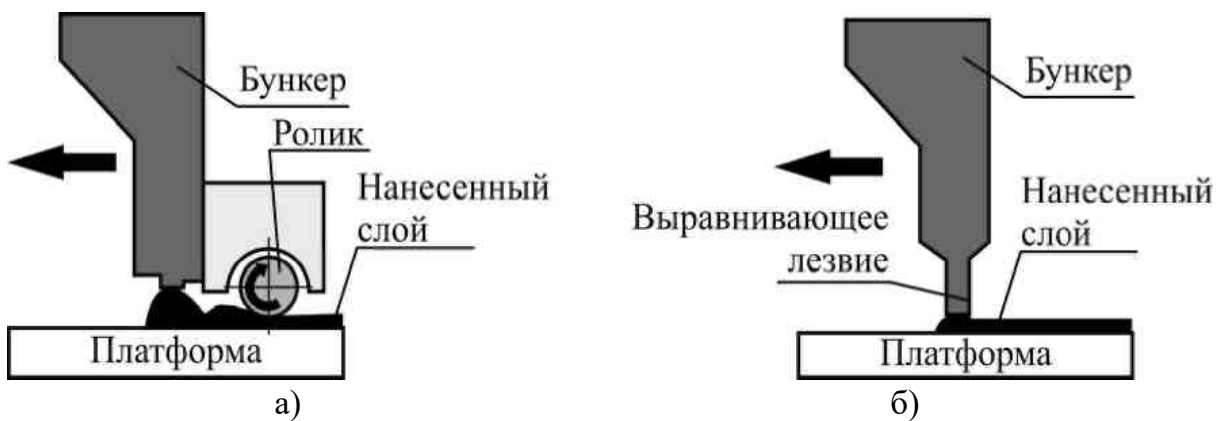 Бункер
Ролик
Нанесенный
слой
Платформа
а)
Бункер
Выравнивающее
лезвие
Нанесенный
слой
Платформа
б)